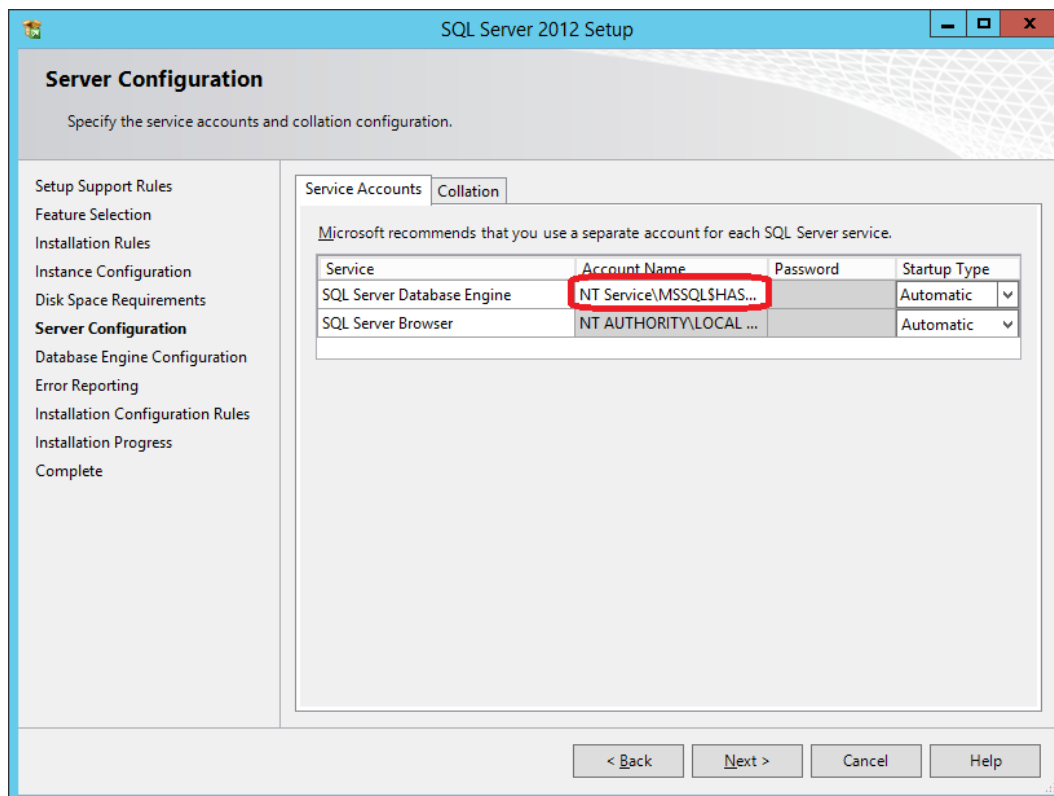 SQL Server 2012 Setup
Server Configuration
Specify the service accounts and collation configuration.
Setup Support Rules
Feature Selection
Installation Rules
Instance Configuration
Disk Space Requirements
Server Configuration
Database Engine Configuration
Error Reporting
Installation Configuration Rules
Installation Progress
Complete
Service Accounts Collation
Microsoft recommends that you use a separate account for each SQL Server service.
Service Account Name Password Startup Type
SQL Server Database Engine NT Service\MSSQL$HAS... Automatic
SQL Server Browser NT AUTHORITY\LOCAL ... Automatic
< Back Next > Cancel Help